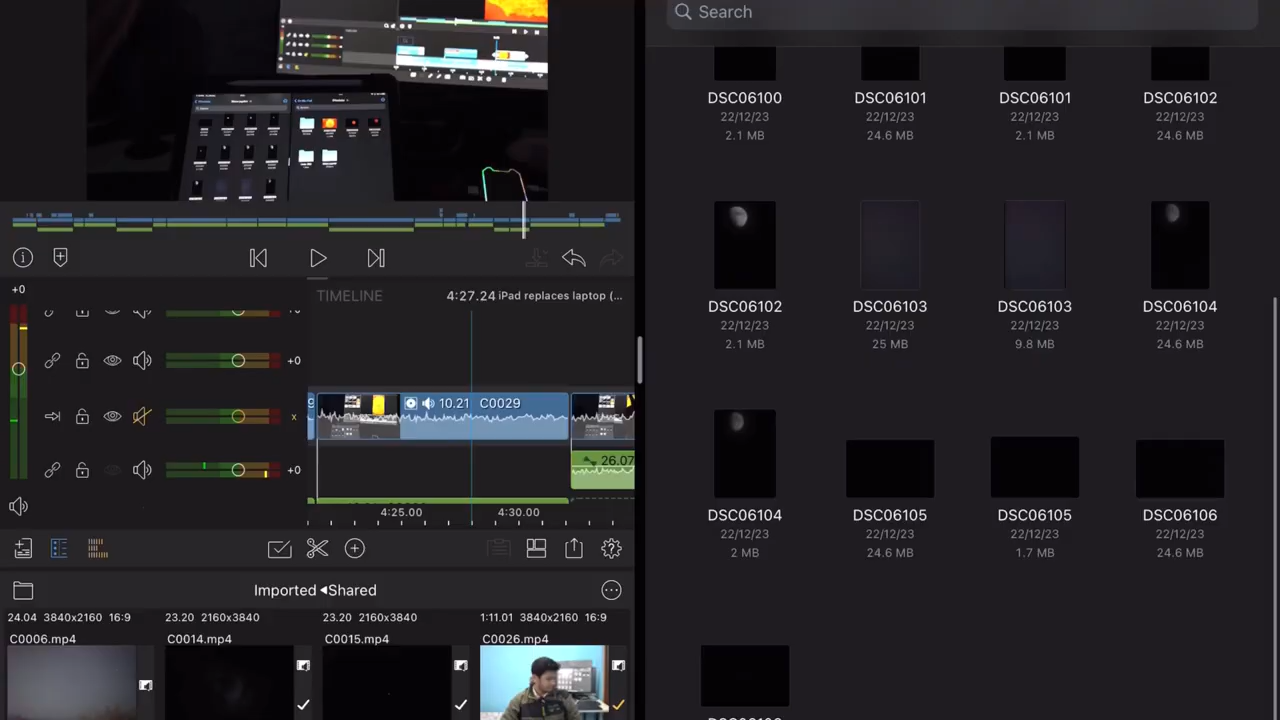 Search
DSC06100
22/12/23
2.1 MB
DSC06101
22/12/23
24.6 MB
DSC06101
22/12/23
2.1 MB
DSC06102
22/12/23
24.6 MB
DSC06102
22/12/23
2.1 MB
DSC06103
22/12/23
25 MB
DSC06103
22/12/23
9.8 MB
DSC06104
22/12/23
24.6 MB
DSC06104
22/12/23
2 MB
DSC06105
22/12/23
24.6 MB
DSC06105
22/12/23
1.7 MB
DSC06106
22/12/23
24.6 MB
+0
TIMELINE
4:27.24 iPad replaces laptop (...
+0
x
+0
10.21 C0029
26.07
4:25.00
4:30.00
Imported ◂Shared
24.04 3840x2160 16:9
C0006.mp4
23.20 2160x3840
C0014.mp4
23.20 2160x3840
C0015.mp4
1:11.01 3840x2160 16:9
C0026.mp4